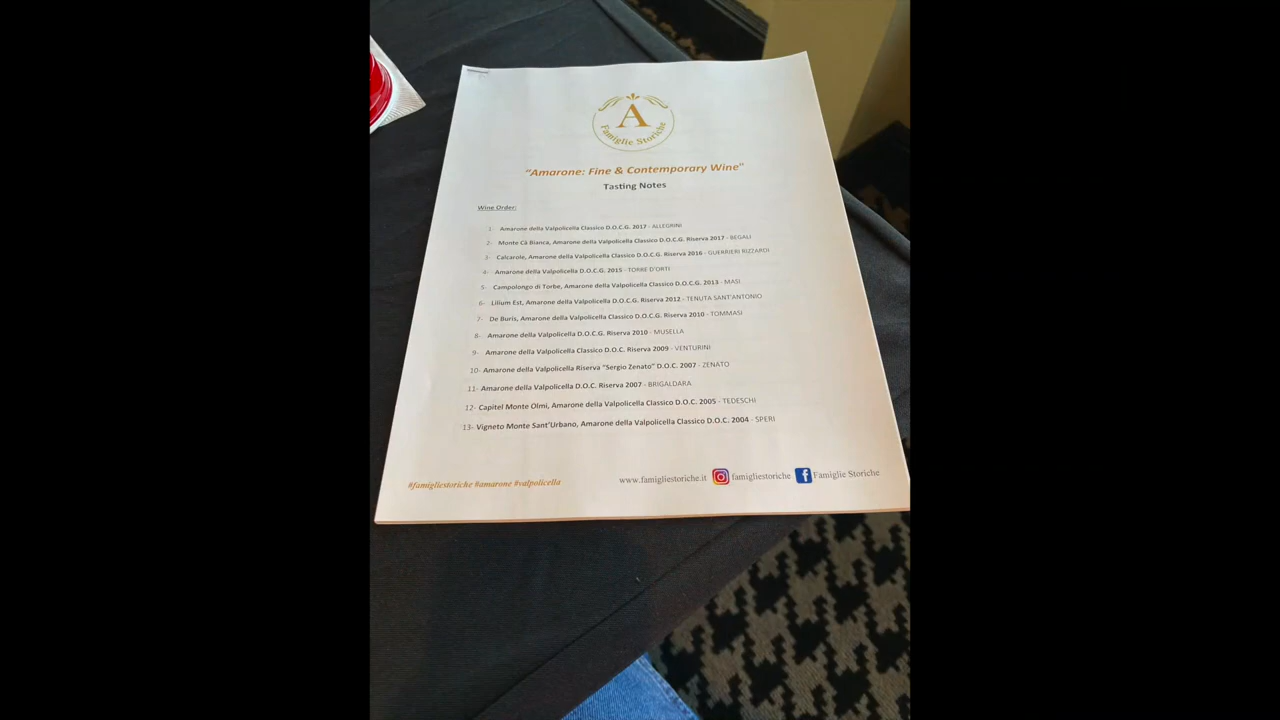 A
Famiglie Storiche
"Amarone: Fine & Contemporary Wine"
Tasting Notes
Wine Order:
1- Amarone della Valpolicella Classico D.O.C.G. 2017 - ALLEGRINI
2- Monte Cà Bianca, Amarone della Valpolicella Classico D.O.C.G. Riserva 2017 - BEGALI
3- Calcarole, Amarone della Valpolicella Classico D.O.C.G. Riserva 2016 - GUERRIERI RIZZARDI
4- Amarone della Valpolicella D.O.C.G. 2015 - TORRE D'ORTI
5- Campolongo di Torbe, Amarone della Valpolicella Classico D.O.C.G. 2013 - MASI
6- Lilium Est, Amarone della Valpolicella D.O.C.G. Riserva 2012 - TENUTA SANT'ANTONIO
7- De Buris, Amarone della Valpolicella Classico D.O.C.G. Riserva 2010 - TOMMASI
8- Amarone della Valpolicella D.O.C.G. Riserva 2010 - MUSELLA
9- Amarone della Valpolicella Classico D.O.C. Riserva 2009 - VENTURINI
10- Amarone della Valpolicella Riserva "Sergio Zenato" D.O.C. 2007 - ZENATO
11- Amarone della Valpolicella D.O.C. Riserva 2007 - BRIGALDARA
12- Capitel Monte Olmi, Amarone della Valpolicella Classico D.O.C. 2005 - TEDESCHI
13- Vigneto Monte Sant'Urbano, Amarone della Valpolicella Classico D.O.C. 2004 - SPERI
#famigliestoriche #amarone #valpolicella
www.famigliestoriche.it famigliestoriche Famiglie Storiche